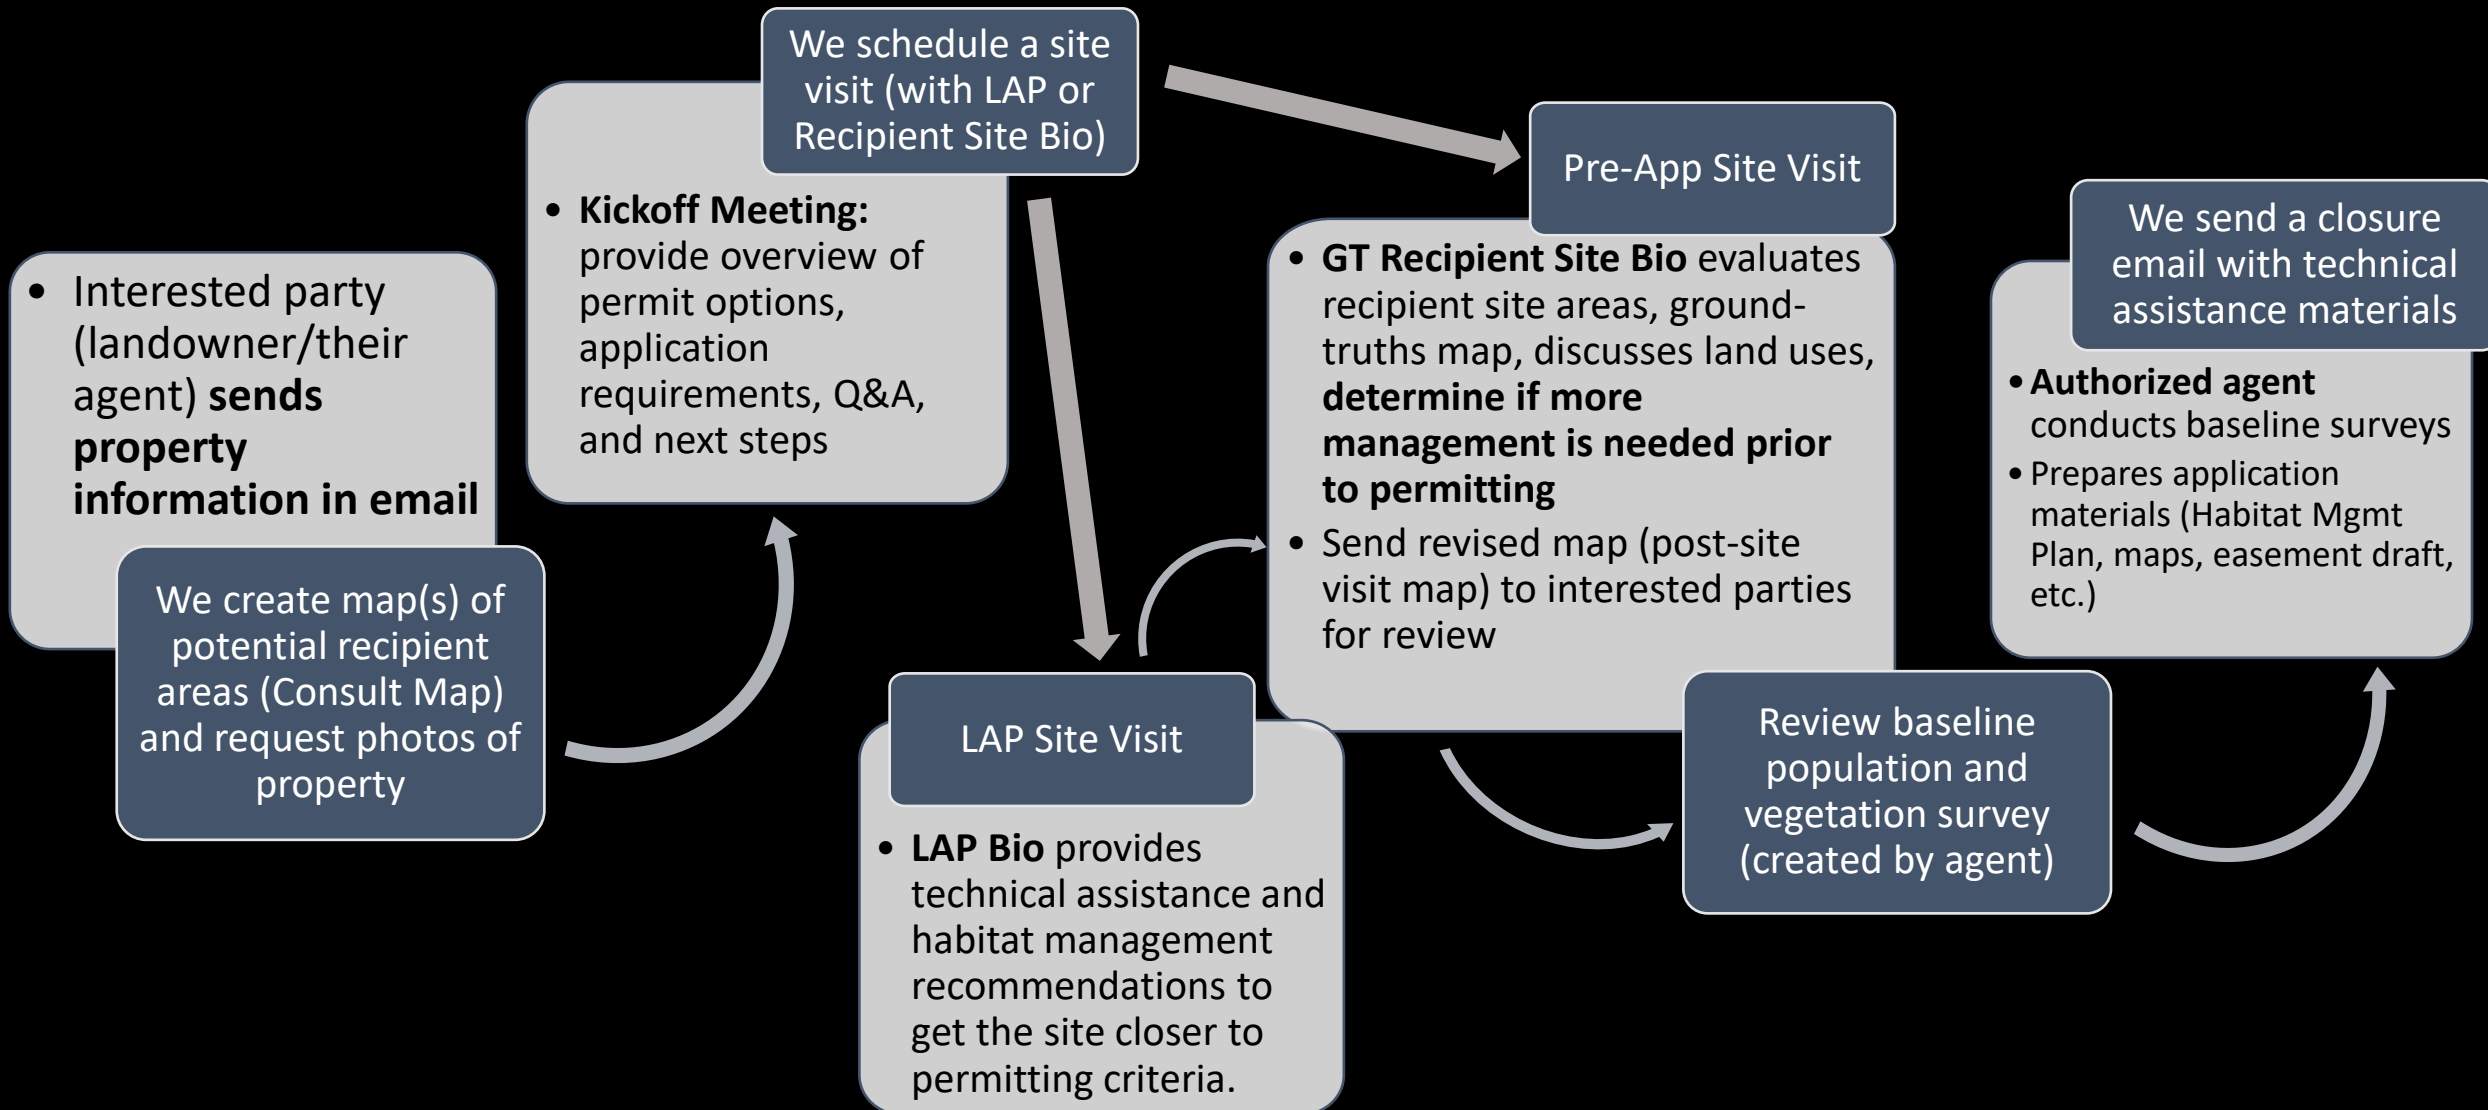 • Interested party
(landowner/their
agent) sends
property
information in email
We create map(s) of
potential recipient
areas (Consult Map)
and request photos of
property
We schedule a site
visit (with LAP or
Recipient Site Bio)
• Kickoff Meeting:
provide overview of
permit options,
application
requirements, Q&A,
and next steps
LAP Site Visit
• LAP Bio provides
technical assistance and
habitat management
recommendations to
get the site closer to
permitting criteria.
Pre-App Site Visit
• GT Recipient Site Bio evaluates
recipient site areas, ground-
truths map, discusses land uses,
determine if more
management is needed prior
to permitting
• Send revised map (post-site
visit map) to interested parties
for review
Review baseline
population and
vegetation survey
(created by agent)
We send a closure
email with technical
assistance materials
• Authorized agent
conducts baseline surveys
• Prepares application
materials (Habitat Mgmt
Plan, maps, easement draft,
etc.)